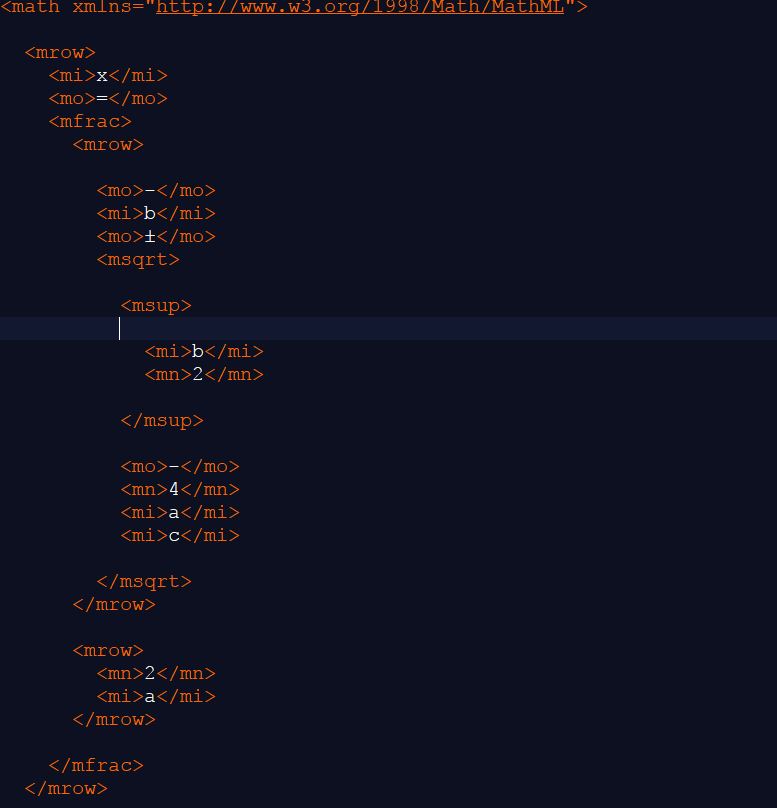 <math xmlns="http://www.w3.org/1998/Math/MathML">
<mrow>
<mi>x</mi>
<mo>=</mo>
<mfrac>
<mrow>
<mo>−</mo>
<mi>b</mi>
<mo>±</mo>
<msqrt>
<msup>
<mi>b</mi>
<mn>2</mn>
</msup>
<mo>−</mo>
<mn>4</mn>
<mi>a</mi>
<mi>c</mi>
</msqrt>
</mrow>
<mrow>
<mn>2</mn>
<mi>a</mi>
</mrow>
</mfrac>
</mrow>